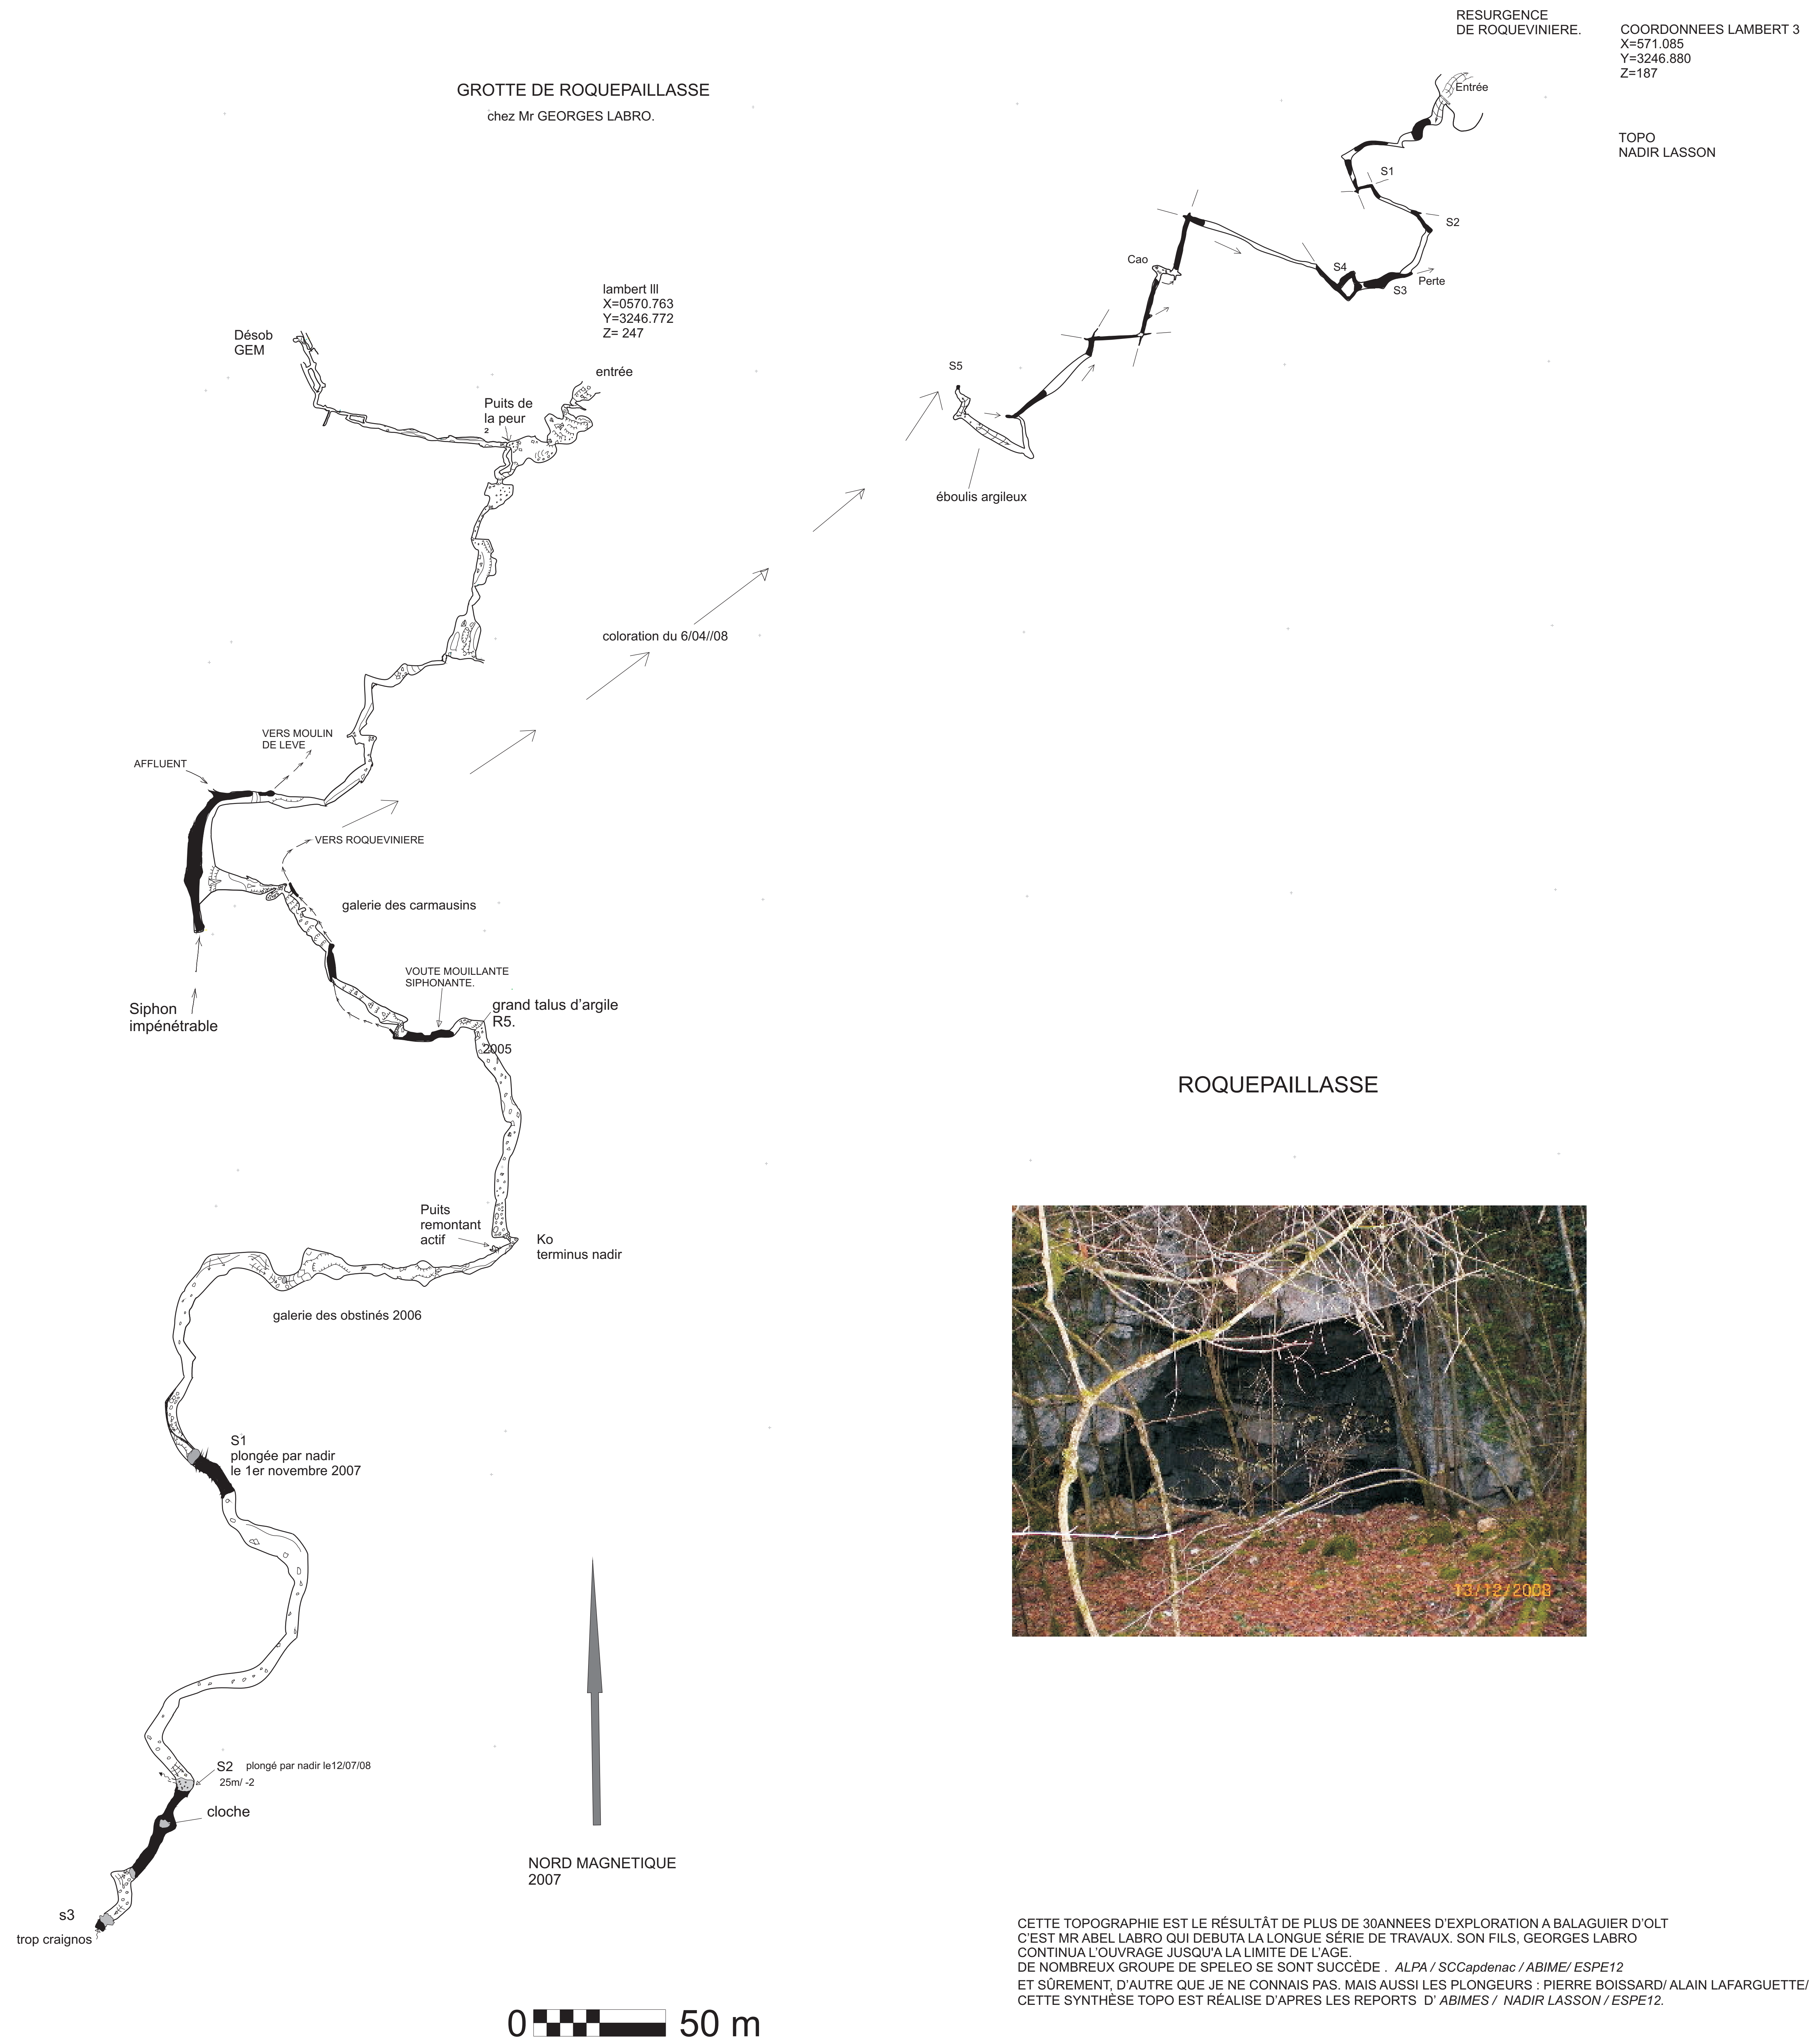 RESURGENCE
DE ROQUEVINIERE.
COORDONNEES LAMBERT 3
X=571.085
Y=3246.880
Z=187
TOPO
NADIR LASSON
GROTTE DE ROQUEPAILLASSE
chez Mr GEORGES LABRO.
Entrée
S1
S2
S4
S3
Perte
Cao
S5
éboulis argileux
lambert III
X=0570.763
Y=3246.772
Z= 247
entrée
Désob
GEM
Puits de
la peur
2
coloration du 6/04//08
VERS MOULIN
DE LEVE
AFFLUENT
VERS ROQUEVINIERE
galerie des carmausins
VOUTE MOUILLANTE
SIPHONANTE.
Siphon
impénétrable
grand talus d'argile
R5.
2005
ROQUEPAILLASSE
Puits
remontant
actif
Ko
terminus nadir
galerie des obstinés 2006
S1
plongée par nadir
le 1er novembre 2007
13/12/2008
S2 plongé par nadir le12/07/08
25m/ -2
cloche
NORD MAGNETIQUE
2007
s3
trop craignos
CETTE TOPOGRAPHIE EST LE RÉSULTÂT DE PLUS DE 30ANNEES D'EXPLORATION A BALAGUIER D'OLT
C'EST MR ABEL LABRO QUI DEBUTA LA LONGUE SÉRIE DE TRAVAUX. SON FILS, GEORGES LABRO
CONTINUA L'OUVRAGE JUSQU'A LA LIMITE DE L'AGE.
DE NOMBREUX GROUPE DE SPELEO SE SONT SUCCÈDE . ALPA / SCCapdenac / ABIME/ ESPE12
ET SÛREMENT, D'AUTRE QUE JE NE CONNAIS PAS. MAIS AUSSI LES PLONGEURS : PIERRE BOISSARD/ ALAIN LAFARGUETTE/
CETTE SYNTHÈSE TOPO EST RÉALISE D'APRES LES REPORTS D' ABIMES / NADIR LASSON / ESPE12.
0 50 m